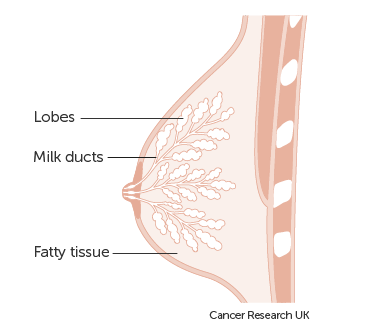 Lobes
Milk ducts
Fatty tissue
Cancer Research UK